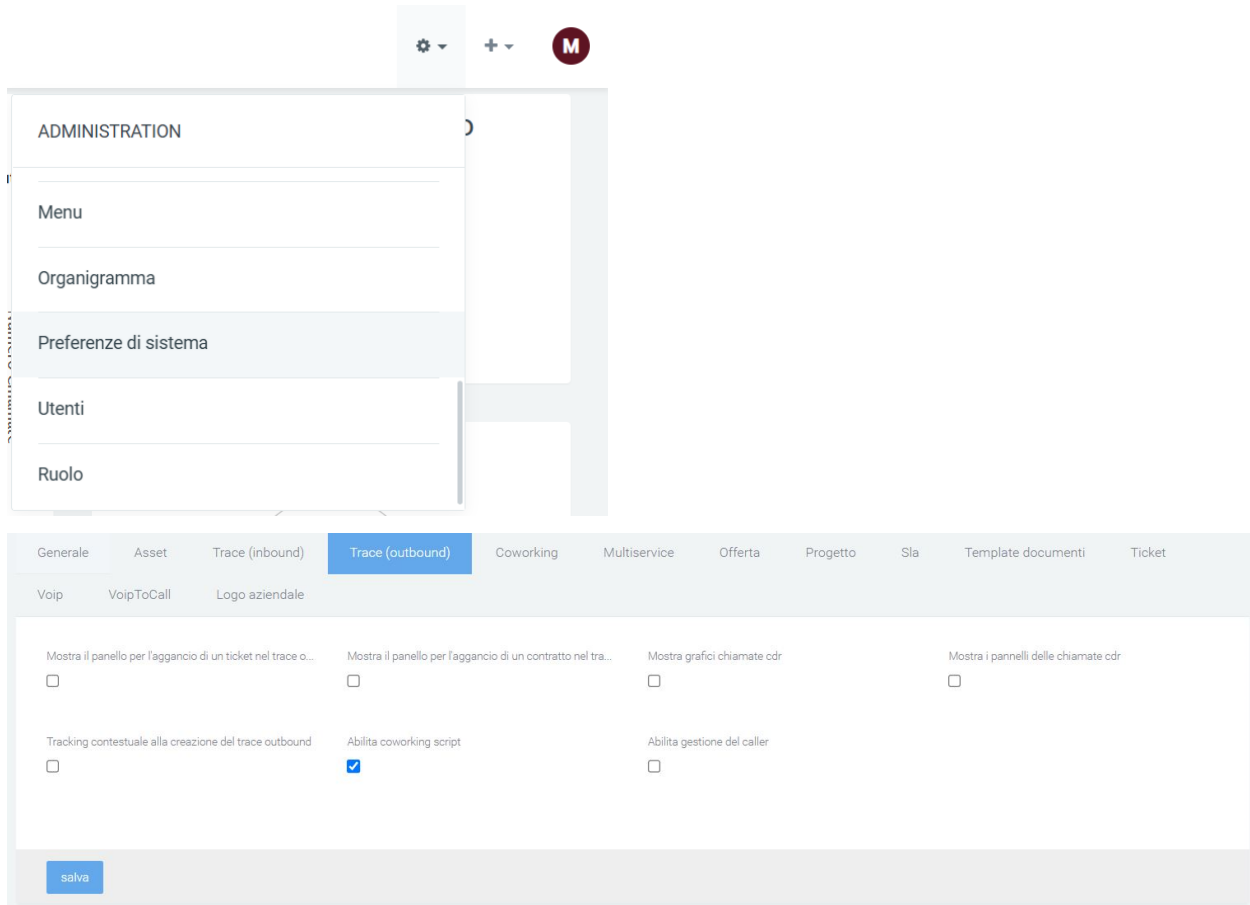 M
ADMINISTRATION
Menu
Organigramma
Preferenze di sistema
Utenti
Ruolo
Generale Asset Trace (inbound) Trace (outbound) Coworking Multiservice Offerta Progetto Sla Template documenti Ticket
Voip VoipToCall Logo aziendale
Mostra il panello per l'aggancio di un ticket nel trace o... Mostra il panello per l'aggancio di un contratto nel tra... Mostra grafici chiamate cdr Mostra i pannelli delle chiamate cdr
Tracking contestuale alla creazione del trace outbound Abilita coworking script Abilita gestione del caller
salva